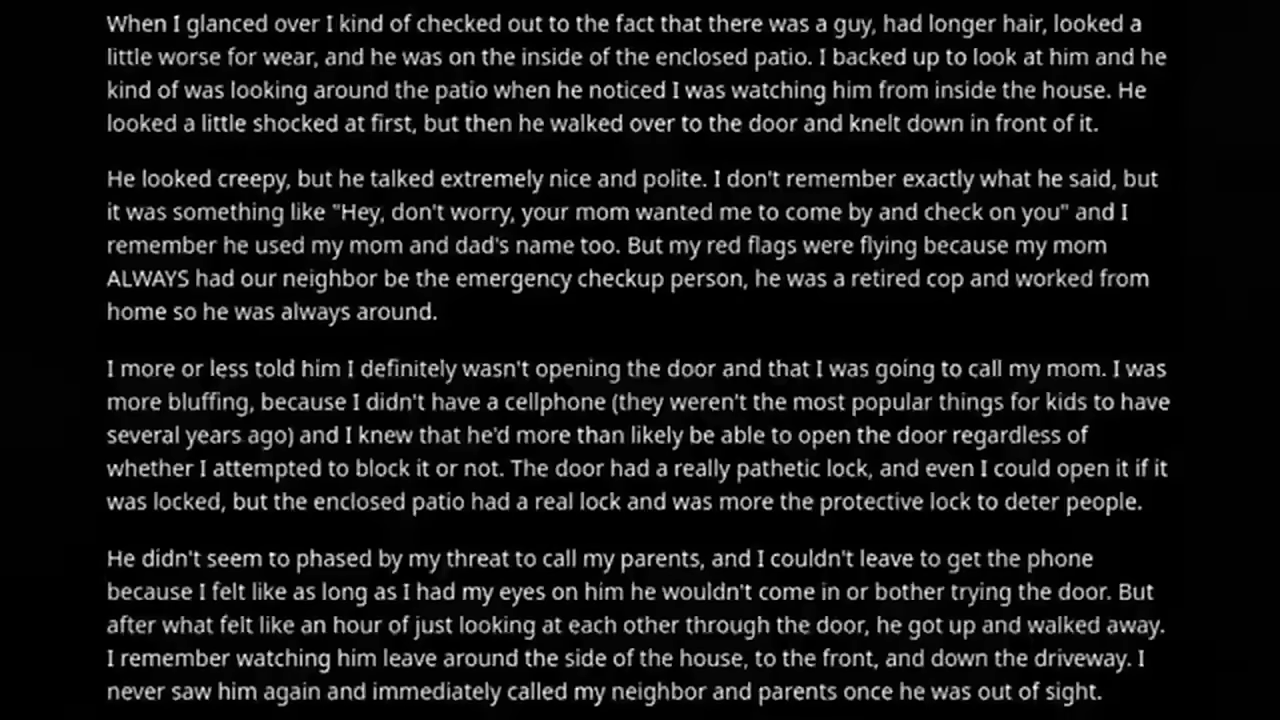 When I glanced over I kind of checked out to the fact that there was a guy, had longer hair, looked a
little worse for wear, and he was on the inside of the enclosed patio. I backed up to look at him and he
kind of was looking around the patio when he noticed I was watching him from inside the house. He
looked a little shocked at first, but then he walked over to the door and knelt down in front of it.
He looked creepy, but he talked extremely nice and polite. I don't remember exactly what he said, but
it was something like "Hey, don't worry, your mom wanted me to come by and check on you" and I
remember he used my mom and dad's name too. But my red flags were flying because my mom
ALWAYS had our neighbor be the emergency checkup person, he was a retired cop and worked from
home so he was always around.
I more or less told him I definitely wasn't opening the door and that I was going to call my mom. I was
more bluffing, because I didn't have a cellphone (they weren't the most popular things for kids to have
several years ago) and I knew that he'd more than likely be able to open the door regardless of
whether I attempted to block it or not. The door had a really pathetic lock, and even I could open it if it
was locked, but the enclosed patio had a real lock and was more the protective lock to deter people.
He didn't seem to phased by my threat to call my parents, and I couldn't leave to get the phone
because I felt like as long as I had my eyes on him he wouldn't come in or bother trying the door. But
after what felt like an hour of just looking at each other through the door, he got up and walked away.
I remember watching him leave around the side of the house, to the front, and down the driveway. I
never saw him again and immediately called my neighbor and parents once he was out of sight.